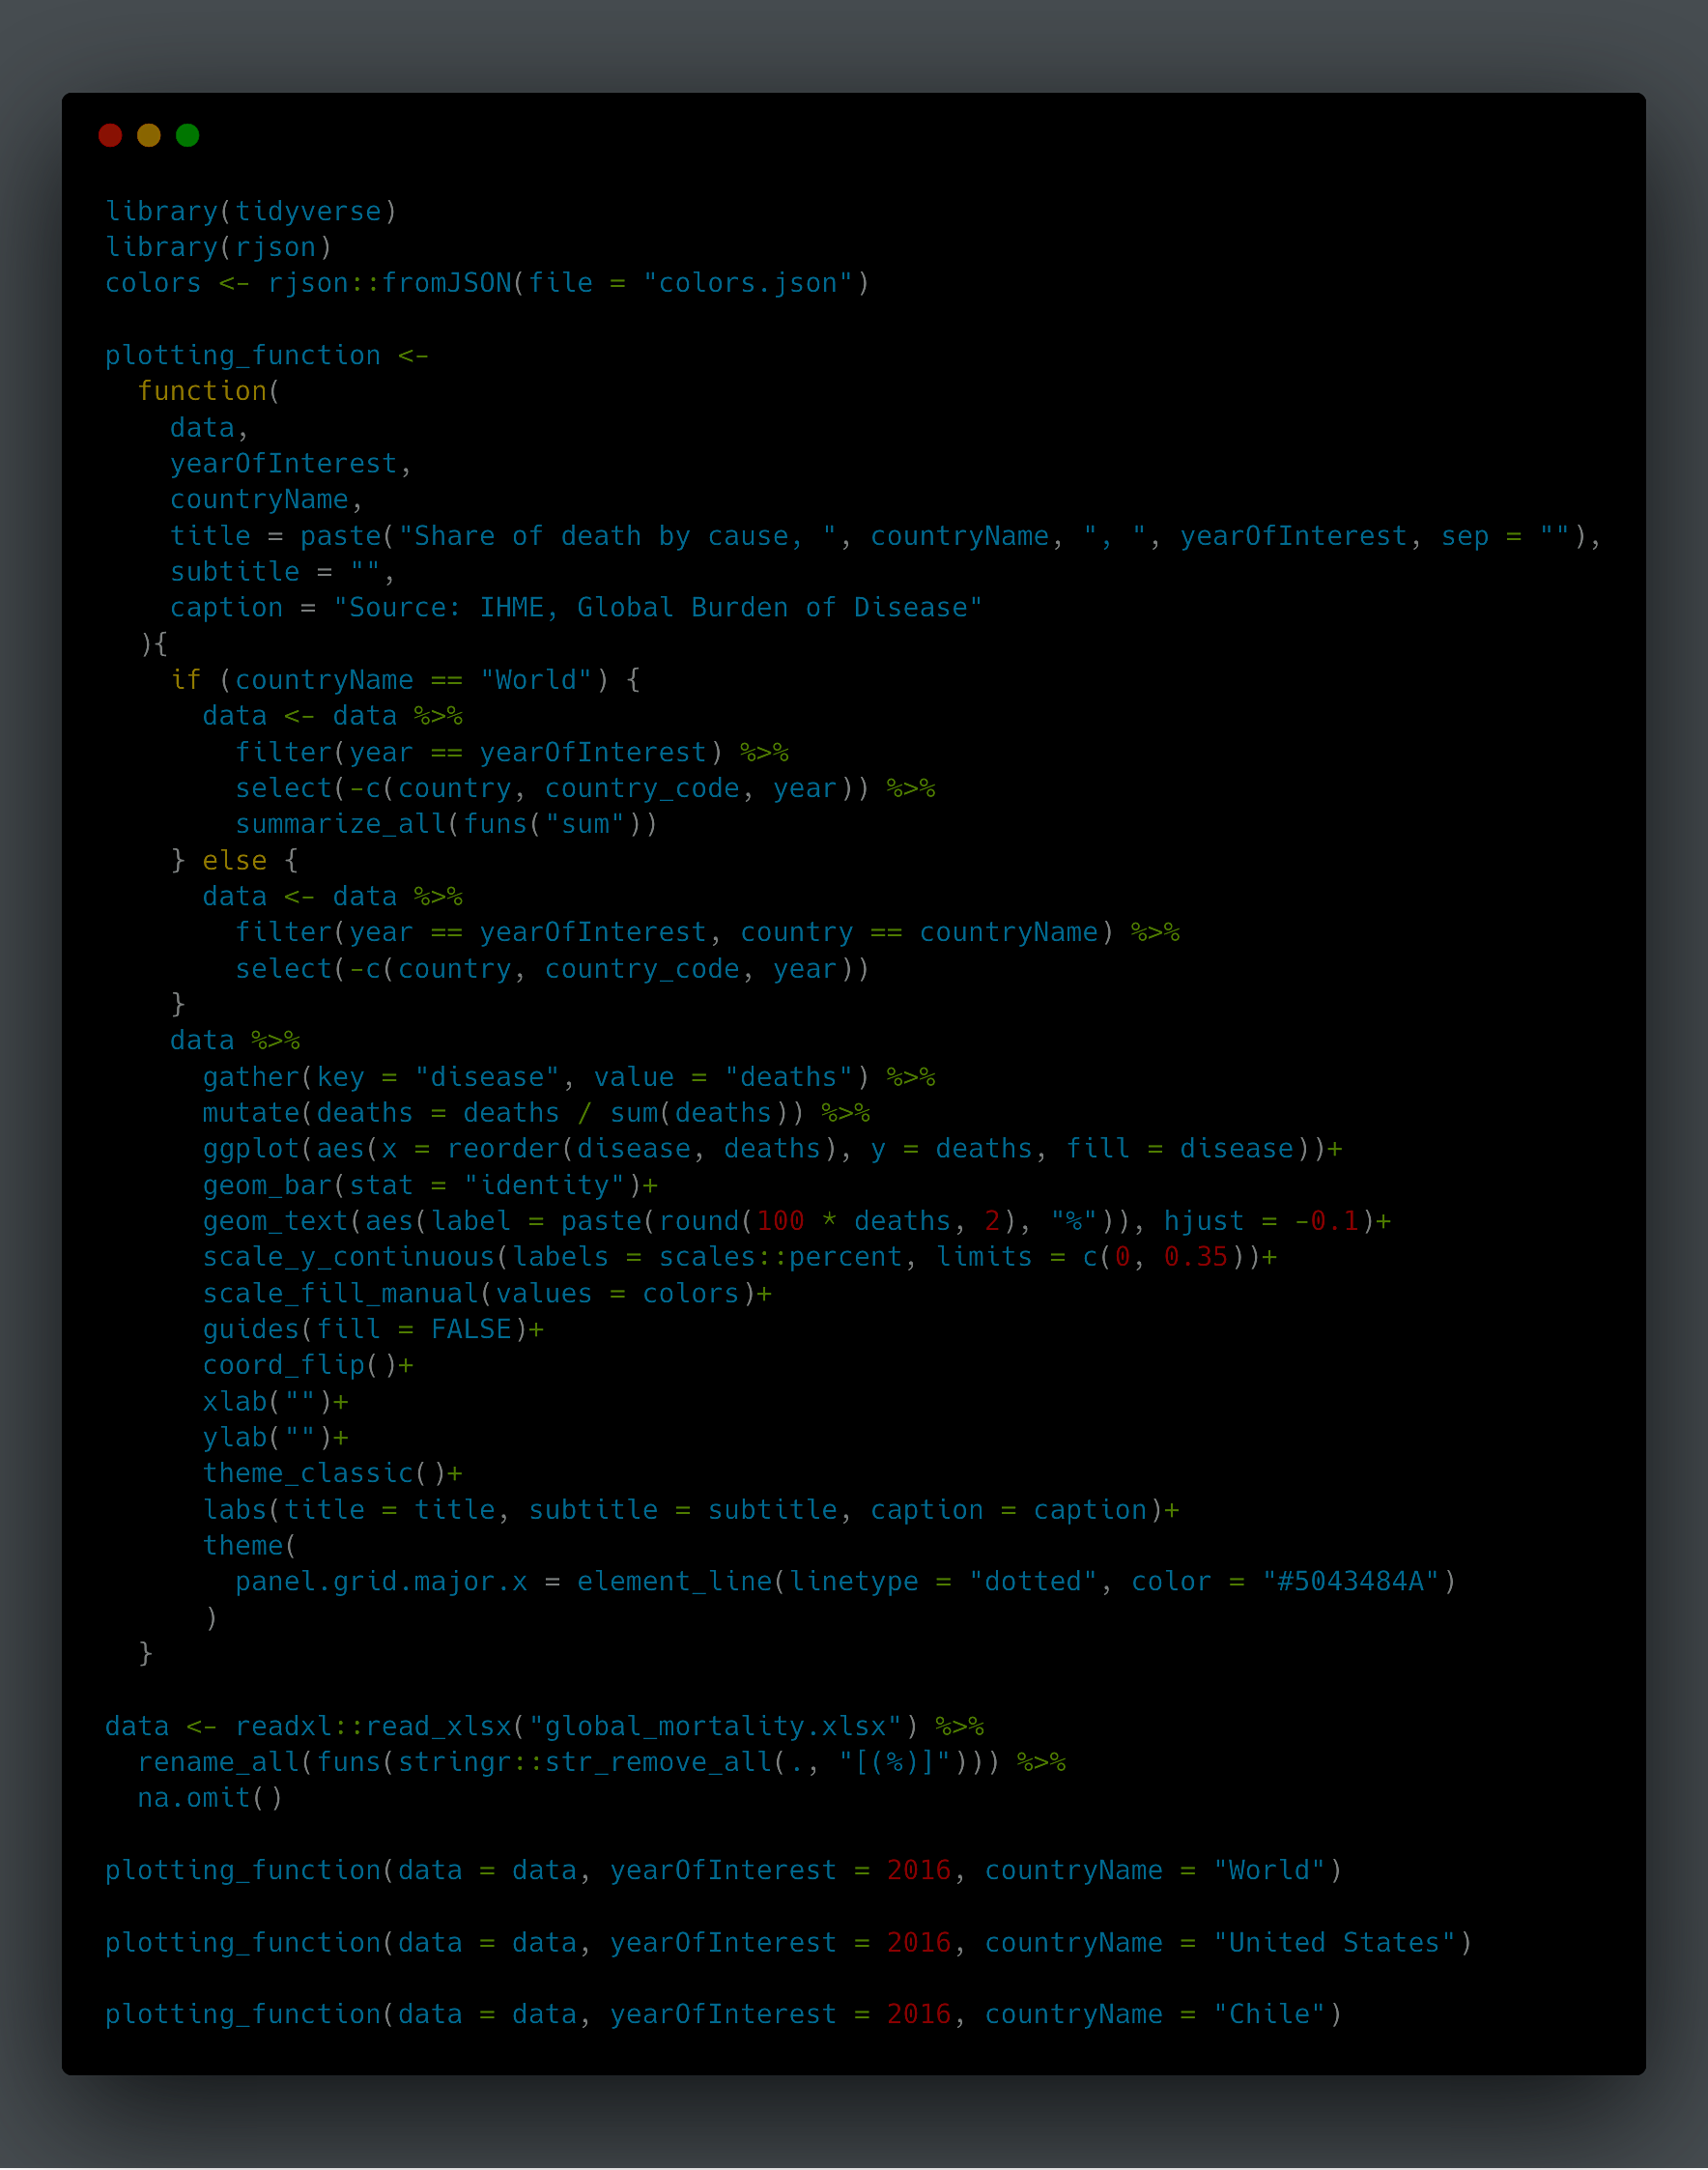 library(tidyverse)
library(rjson)
colors <- rjson::fromJSON(file = "colors.json")

plotting_function <-
  function(
    data,
    yearOfInterest,
    countryName,
    title = paste("Share of death by cause, ", countryName, ", ", yearOfInterest, sep = ""),
    subtitle = "",
    caption = "Source: IHME, Global Burden of Disease"
  ){
    if (countryName == "World") {
      data <- data %>%
        filter(year == yearOfInterest) %>%
        select(-c(country, country_code, year)) %>%
        summarize_all(funs("sum"))
    } else {
      data <- data %>%
        filter(year == yearOfInterest, country == countryName) %>%
        select(-c(country, country_code, year))
    }
    data %>%
      gather(key = "disease", value = "deaths") %>%
      mutate(deaths = deaths / sum(deaths)) %>%
      ggplot(aes(x = reorder(disease, deaths), y = deaths, fill = disease))+
      geom_bar(stat = "identity")+
      geom_text(aes(label = paste(round(100 * deaths, 2), "%")), hjust = -0.1)+
      scale_y_continuous(labels = scales::percent, limits = c(0, 0.35))+
      scale_fill_manual(values = colors)+
      guides(fill = FALSE)+
      coord_flip()+
      xlab("")+
      ylab("")+
      theme_classic()+
      labs(title = title, subtitle = subtitle, caption = caption)+
      theme(
        panel.grid.major.x = element_line(linetype = "dotted", color = "#5043484A")
      )
  }

data <- readxl::read_xlsx("global_mortality.xlsx") %>%
  rename_all(funs(stringr::str_remove_all(., "[(%)]"))) %>%
  na.omit()

plotting_function(data = data, yearOfInterest = 2016, countryName = "World")

plotting_function(data = data, yearOfInterest = 2016, countryName = "United States")

plotting_function(data = data, yearOfInterest = 2016, countryName = "Chile")